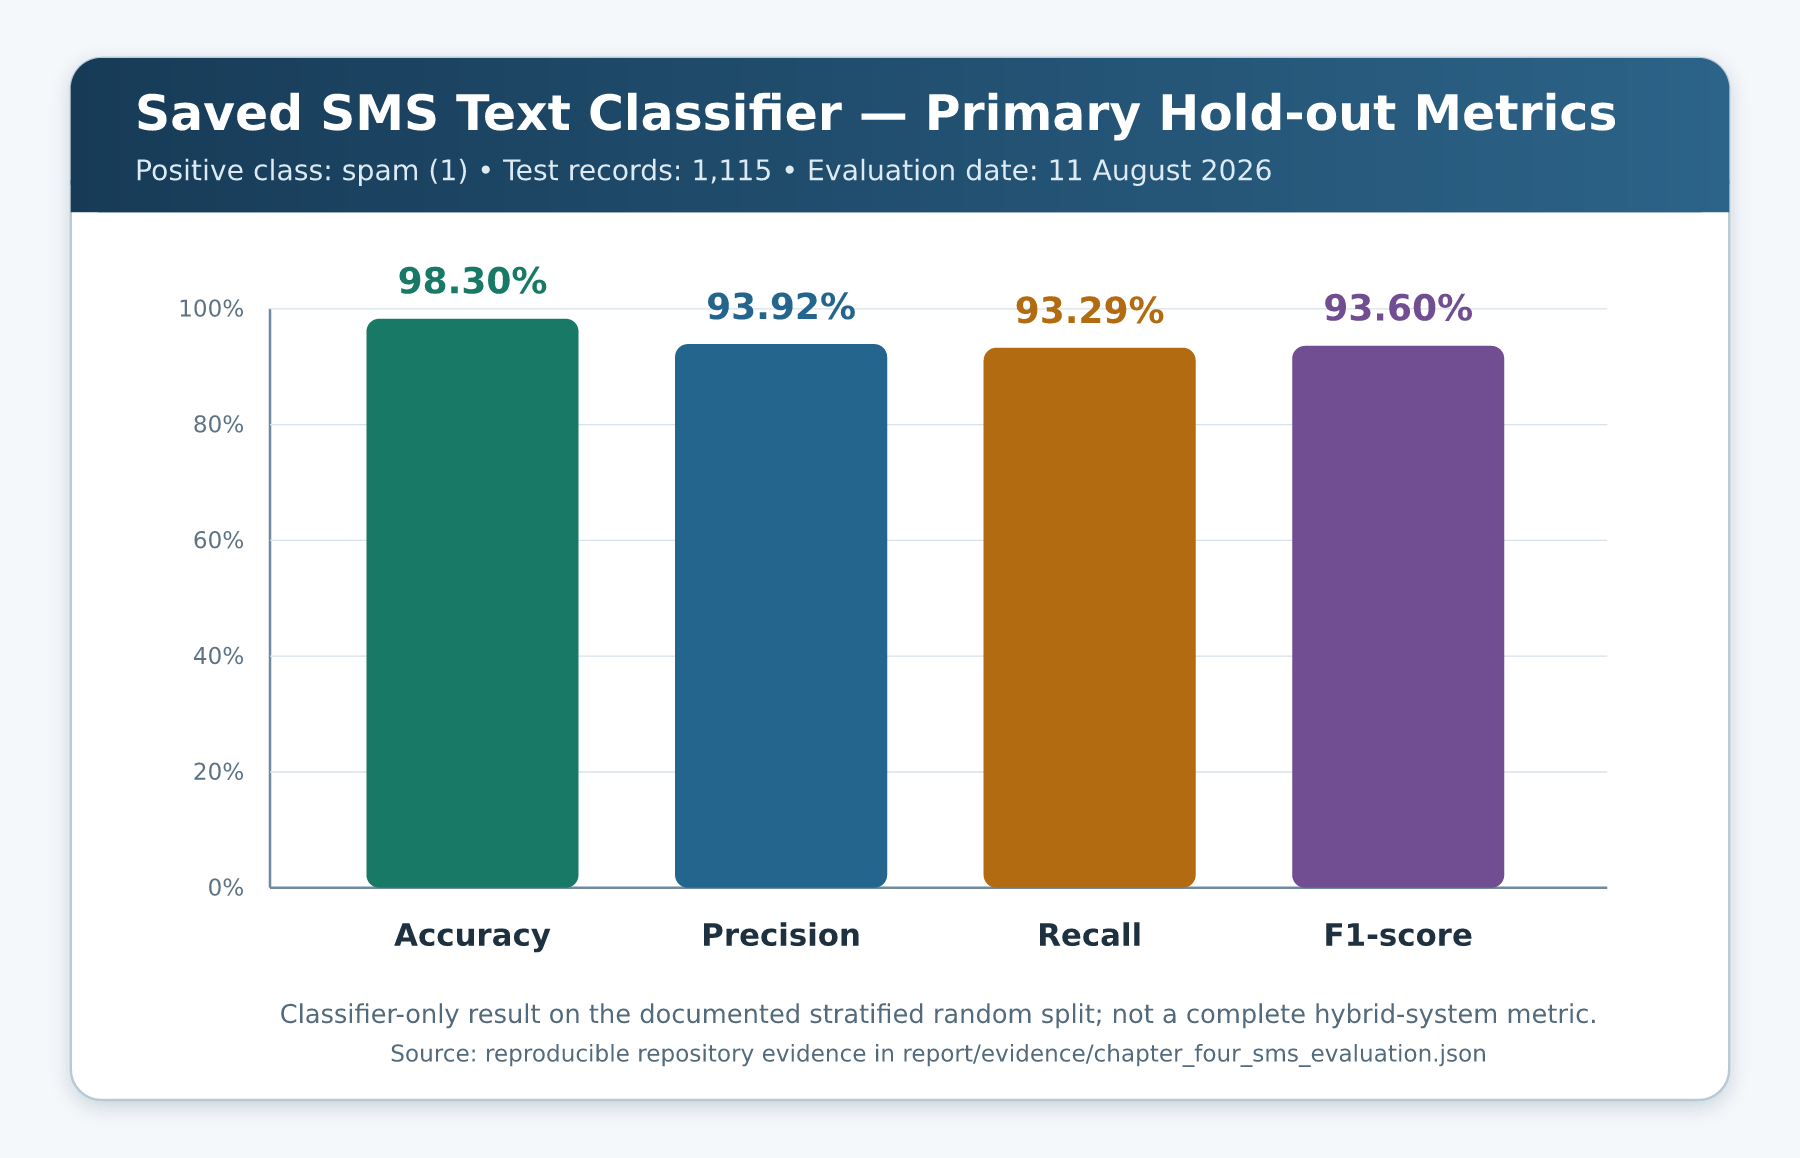 Saved SMS Text Classifier — Primary Hold-out Metrics
Positive class: spam (1) • Test records: 1,115 • Evaluation date: 11 August 2026
98.30%
93.92%
93.29%
93.60%
100%
80%
60%
40%
20%
0%
Accuracy
Precision
Recall
F1-score
Classifier-only result on the documented stratified random split; not a complete hybrid-system metric.
Source: reproducible repository evidence in report/evidence/chapter_four_sms_evaluation.json